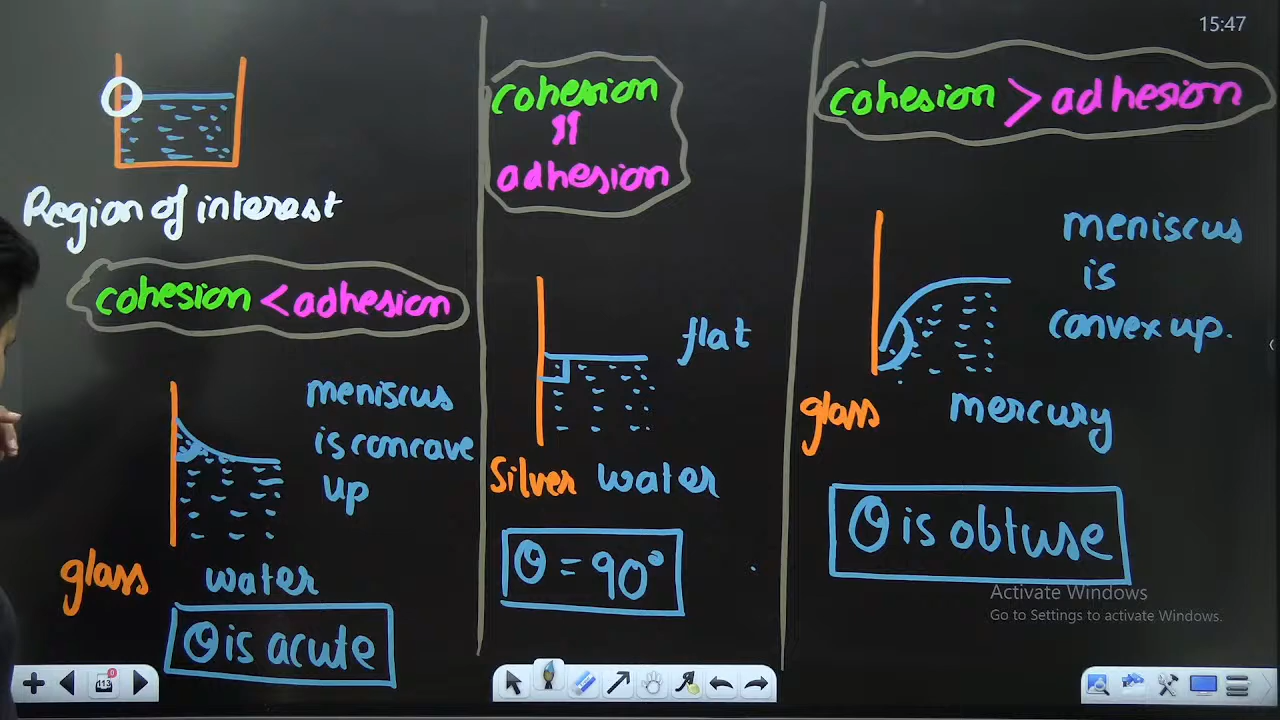 15:47
Region of interest
cohesion < adhesion
meniscus
is concave
up
glass
water
θ is acute
cohesion
=
adhesion
flat
Silver water
θ = 90°
cohesion > adhesion
meniscus
is
convex up.
glass
mercury
θ is obtuse
Activate Windows
Go to Settings to activate Windows.
113